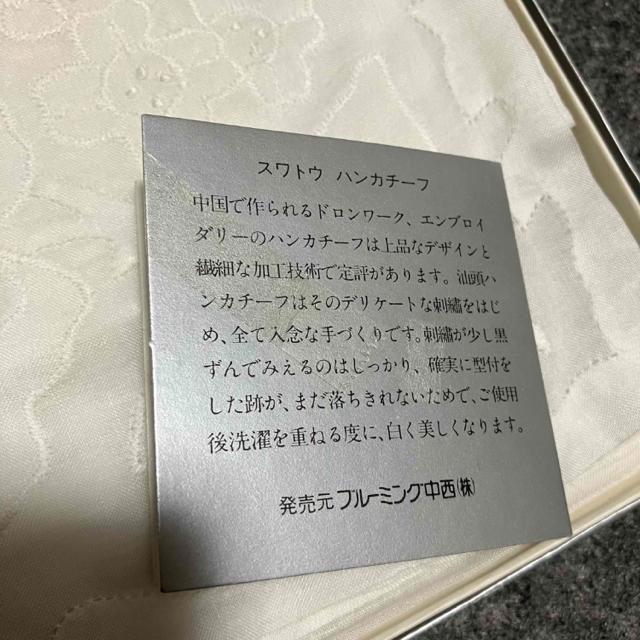 スワトウ ハンカチーフ
中国で作られるドロンワーク、エンブロイ
ダリーのハンカチーフは上品なデザインと
繊細な加工技術で定評があります。汕頭ハ
ンカチーフはそのデリケートな刺繡をはじ
め、全て入念な手づくりです。刺繡が少し黒
ずんでみえるのはしっかり、確実に型付を
した跡が、まだ落ちきれないためで、ご使用
後洗濯を重ねる度に、白く美しくなります。
発売元 ブルーミング中西(株)